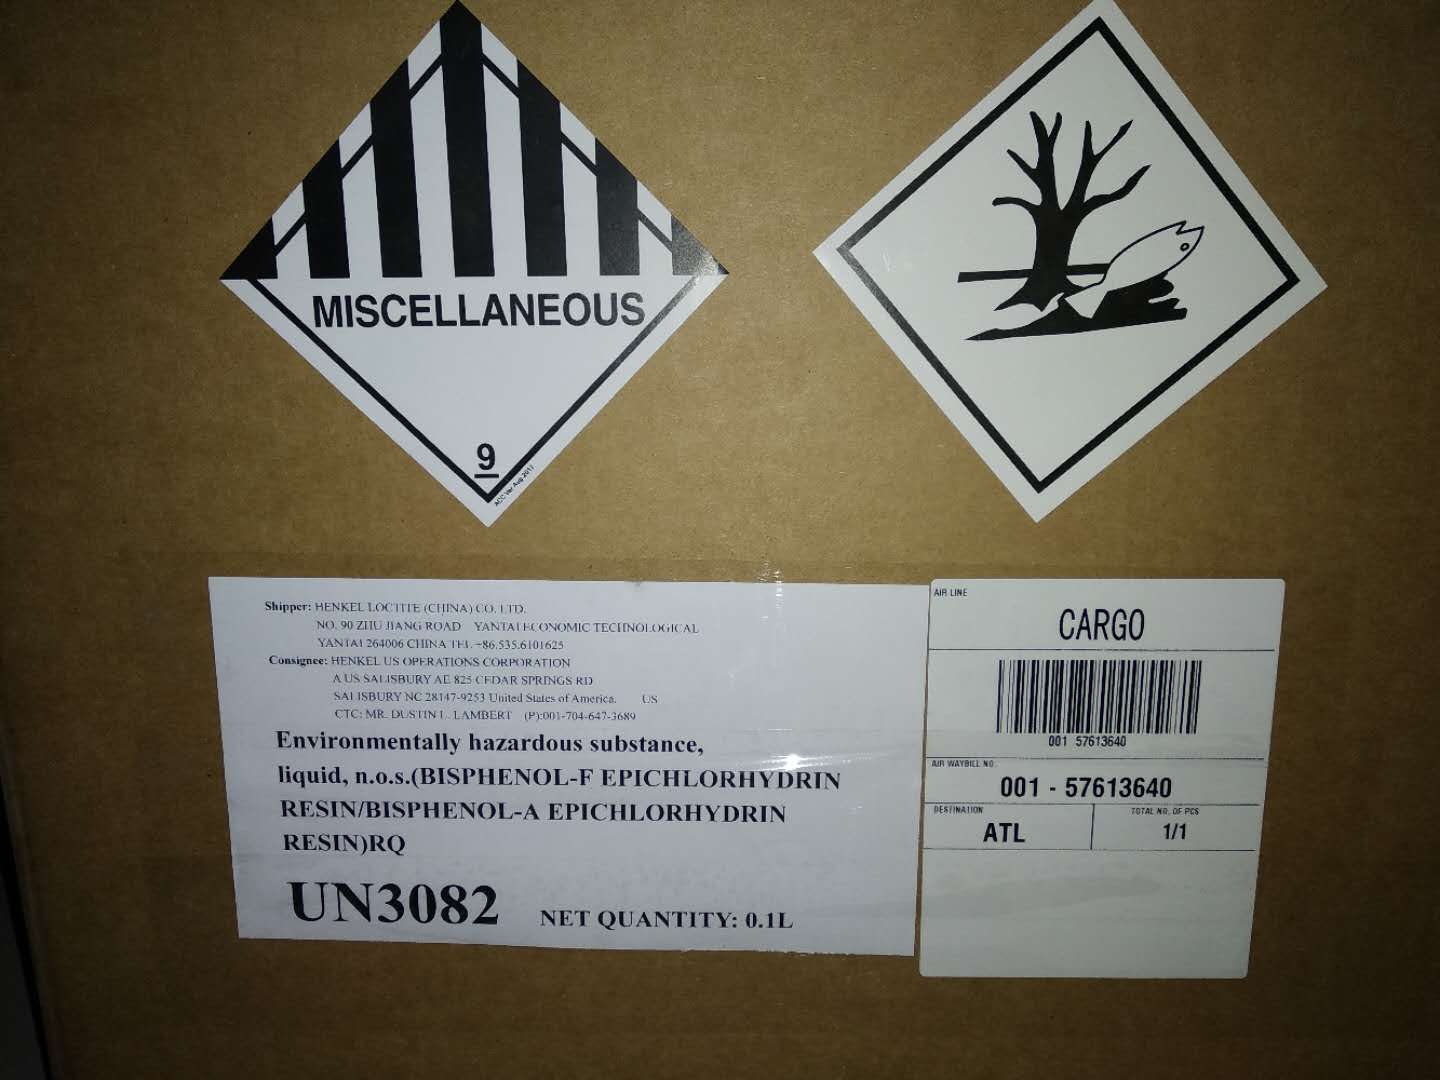 MISCELLANEOUS
9
ACC Ver Aug 2017
Shipper: HENKEL LOCTITE (CHINA) CO. LTD.
NO. 90 ZHU JIANG ROAD YANTAI ECONOMIC TECHNOLOGICAL
YANTAI 264006 CHINA TEL +86.535.6101625
Consignee: HENKEL US OPERATIONS CORPORATION
A US SALISBURY AE 825 CEDAR SPRINGS RD
SALISBURY NC 28147-9253 United States of America. US
CTC: MR. DUSTIN L. LAMBERT (P):001-704-647-3689
Environmentally hazardous substance,
liquid, n.o.s.(BISPHENOL-F EPICHLORHYDRIN
RESIN/BISPHENOL-A EPICHLORHYDRIN
RESIN)RQ
UN3082 NET QUANTITY: 0.1L
AIR LINE
CARGO
001 57613640
AIR WAYBILL NO.
001 - 57613640
DESTINATION TOTAL NO. OF PCS
ATL 1/1